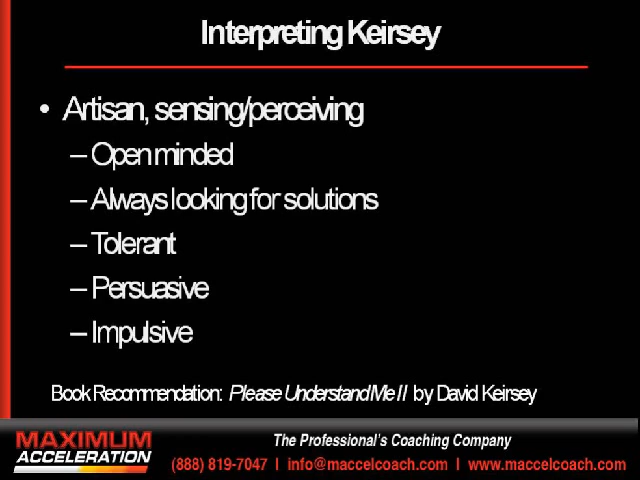 Interpreting Keirsey
• Artisan, sensing/perceiving
– Open minded
– Always looking for solutions
– Tolerant
– Persuasive
– Impulsive
Book Recommendation: Please Understand Me II by David Keirsey
MAXIMUM
ACCELERATION
The Professional's Coaching Company
(888) 819-7047 | info@maccelcoach.com | www.maccelcoach.com